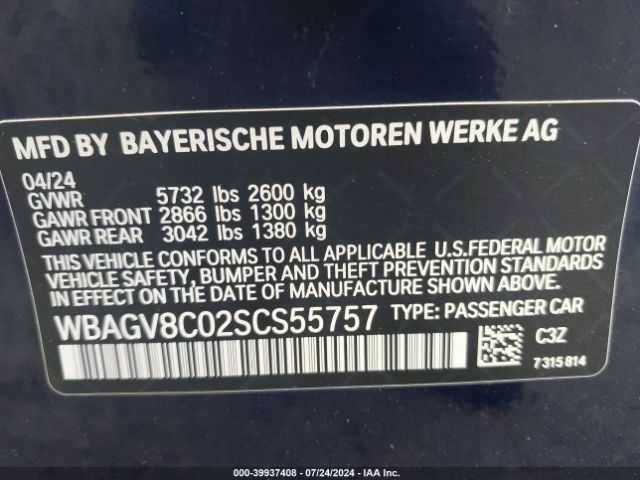 MFD BY BAYERISCHE MOTOREN WERKE AG
04/24
GVWR 5732 lbs 2600 kg
GAWR FRONT 2866 lbs 1300 kg
GAWR REAR 3042 lbs 1380 kg
THIS VEHICLE CONFORMS TO ALL APPLICABLE U.S.FEDERAL MOTOR
VEHICLE SAFETY, BUMPER AND THEFT PREVENTION STANDARDS
IN EFFECT ON THE DATE OF MANUFACTURE SHOWN ABOVE.
WBAGV8C02SCS55757 TYPE: PASSENGER CAR
C3Z
7315814
000-39937408 - 07/24/2024 - IAA Inc.